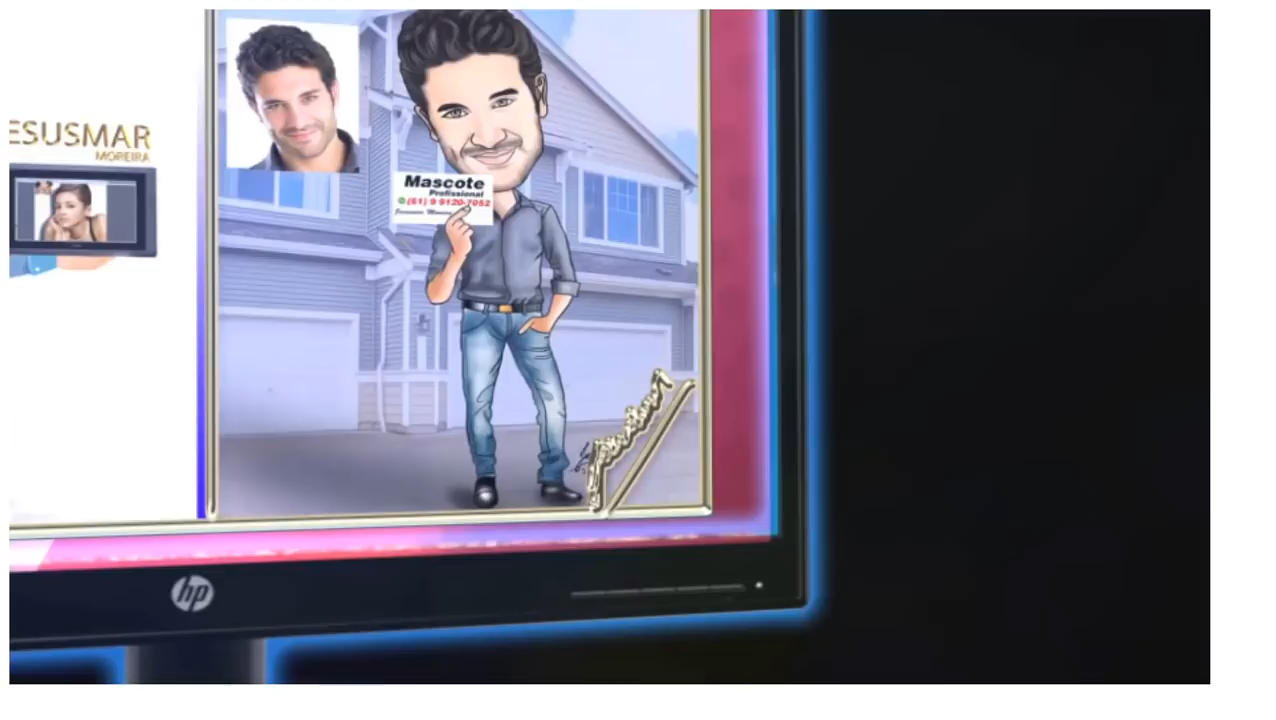 ESUSMAR
MOREIRA
Mascote
Profissional
(61) 9 9120-7052
hp